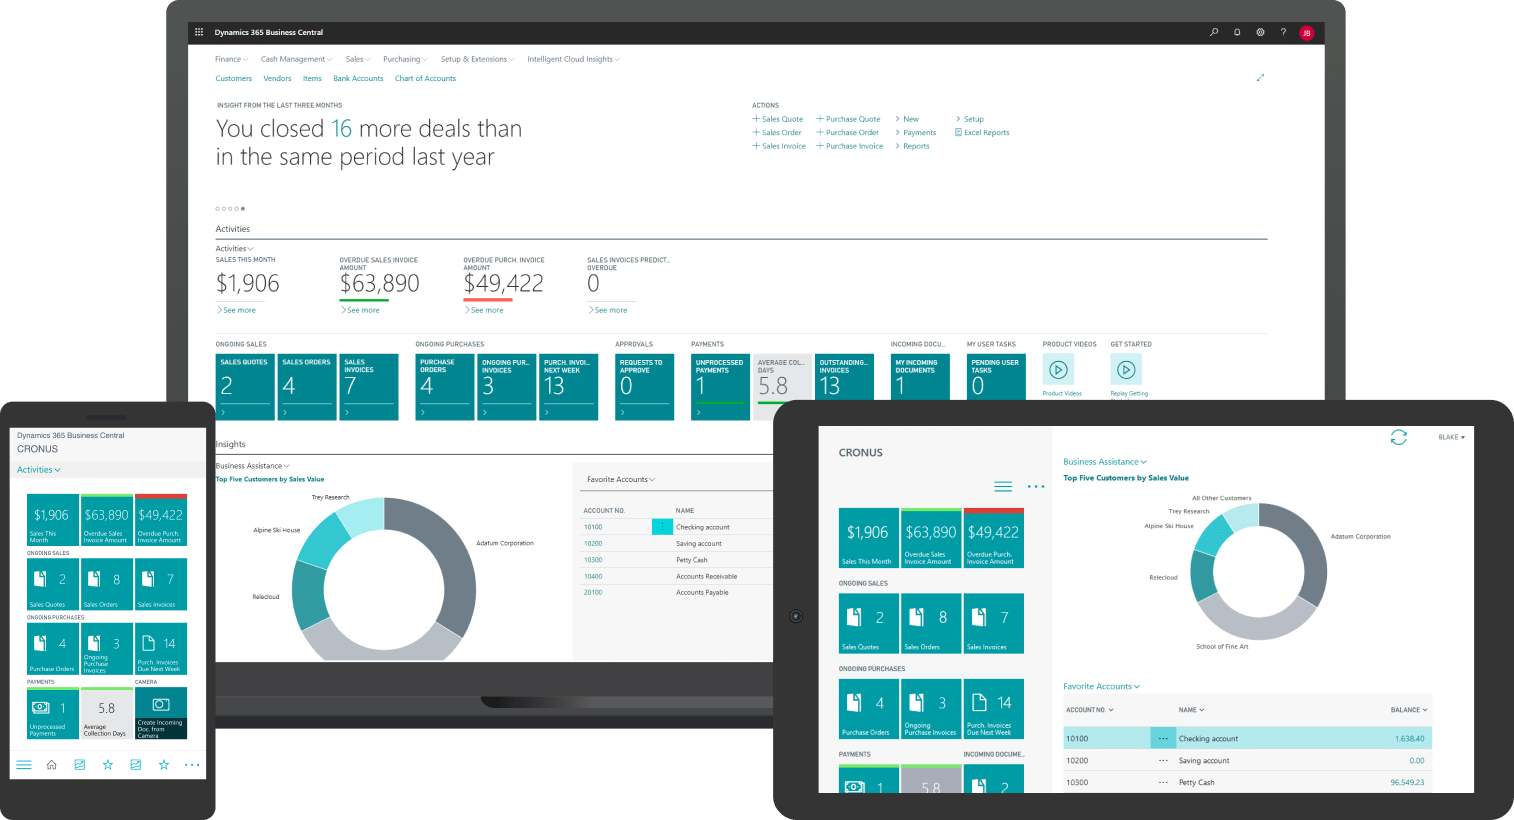 Dynamics 365 Business Central
JB
Finance Cash Management Sales Purchasing Setup & Extensions Intelligent Cloud Insights
Customers Vendors Items Bank Accounts Chart of Accounts
INSIGHT FROM THE LAST THREE MONTHS
You closed 16 more deals than
in the same period last year
ACTIONS
+ Sales Quote + Purchase Quote > New > Setup
+ Sales Order + Purchase Order > Payments Excel Reports
+ Sales Invoice + Purchase Invoice > Reports
Activities
Activities
SALES THIS MONTH
$1,906
>See more
OVERDUE SALES INVOICE
AMOUNT
$63,890
>See more
OVERDUE PURCH. INVOICE
AMOUNT
$49,422
>See more
SALES INVOICES PREDICT...
OVERDUE
0
>See more
ONGOING SALES
SALES QUOTES
2
SALES ORDERS
4
SALES
INVOICES
7
ONGOING PURCHASES
PURCHASE
ORDERS
4
ONGOING PUR...
INVOICES
3
PURCH. INVOI...
NEXT WEEK
13
APPROVALS
REQUESTS TO
APPROVE
0
PAYMENTS
UNPROCESSED
PAYMENTS
1
AVERAGE COL...
DAYS
5.8
OUTSTANDING...
INVOICES
13
INCOMING DOCU...
MY INCOMING
DOCUMENTS
1
MY USER TASKS
PENDING USER
TASKS
0
PRODUCT VIDEOS
Product Videos
GET STARTED
Replay Getting
Insights
Business Assistance
Top Five Customers by Sales Value
Trey Research
Alpine Ski House
Adatum Corporation
Relecloud
Favorite Accounts
ACCOUNT NO. NAME
10100 Checking account
10200 Saving account
10300 Petty Cash
10400 Accounts Receivable
20100 Accounts Payable
Dynamics 365 Business Central
CRONUS
Activities
$1,906
Sales This
Month
$63,890
Overdue Sales
Invoice Amount
$49,422
Overdue Purch.
Invoice Amount
ONGOING SALES
2
Sales Quotes
8
Sales Orders
7
Sales Invoices
ONGOING PURCHASES
4
Purchase Orders
3
Ongoing
Purchase
Invoices
14
Purch. Invoices
Due Next Week
PAYMENTS
1
Unprocessed
Payments
5.8
Average
Collection Days
CAMERA
Create Incoming
Doc. from
Camera
CRONUS
$1,906
Sales This Month
$63,890
Overdue Sales
Invoice Amount
$49,422
Overdue Purch.
Invoice Amount
ONGOING SALES
2
Sales Quotes
8
Sales Orders
7
Sales Invoices
ONGOING PURCHASES
4
Purchase Orders
3
Ongoing
Purchase Invoices
14
Purch. Invoices
Due Next Week
PAYMENTS
1
5.8
INCOMING DOCUME...
2
BLAKE
Business Assistance
Top Five Customers by Sales Value
All Other Customers
Trey Research
Alpine Ski House
Adatum Corporation
Relecloud
School of Fine Art
Favorite Accounts
ACCOUNT NO. NAME BALANCE
10100 ... Checking account 1.638.40
10200 ... Saving account 0.00
10300 ... Petty Cash 96,549.23